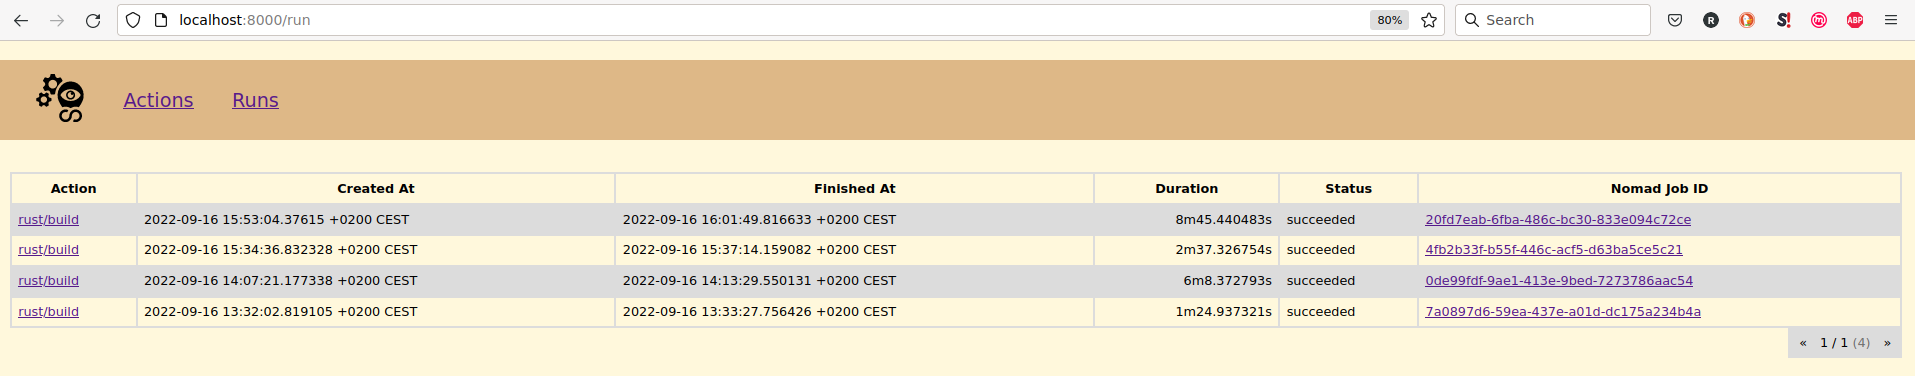 localhost:8000/run 80% Search
Actions Runs
Action Created At Finished At Duration Status Nomad Job ID
rust/build 2022-09-16 15:53:04.37615 +0200 CEST 2022-09-16 16:01:49.816633 +0200 CEST 8m45.440483s succeeded 20fd7eab-6fba-486c-bc30-833e094c72ce
rust/build 2022-09-16 15:34:36.832328 +0200 CEST 2022-09-16 15:37:14.159082 +0200 CEST 2m37.326754s succeeded 4fb2b33f-b55f-446c-acf5-d63ba5ce5c21
rust/build 2022-09-16 14:07:21.177338 +0200 CEST 2022-09-16 14:13:29.550131 +0200 CEST 6m8.372793s succeeded 0de99fdf-9ae1-413e-9bed-7273786aac54
rust/build 2022-09-16 13:32:02.819105 +0200 CEST 2022-09-16 13:33:27.756426 +0200 CEST 1m24.937321s succeeded 7a0897d6-59ea-437e-a01d-dc175a234b4a
« 1 / 1 (4) »